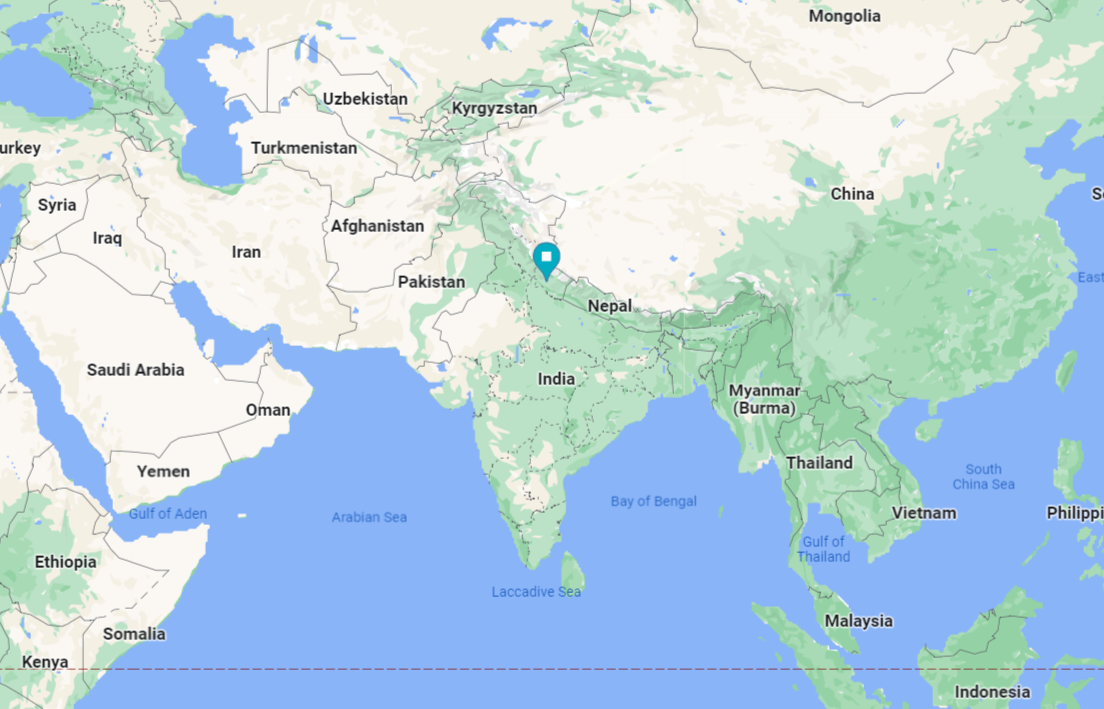 Mongolia
Uzbekistan
Kyrgyzstan
urkey
Turkmenistan
China
Syria
S
Afghanistan
Iraq
Iran
East
Pakistan
Nepal
Saudi Arabia
India
Myanmar
(Burma)
Oman
Thailand
Yemen
South
China Sea
Bay of Bengal
Gulf of Aden
Arabian Sea
Vietnam
Philippi
Gulf of
Thailand
Ethiopia
Laccadive Sea
Malaysia
Somalia
Kenya
Indonesia